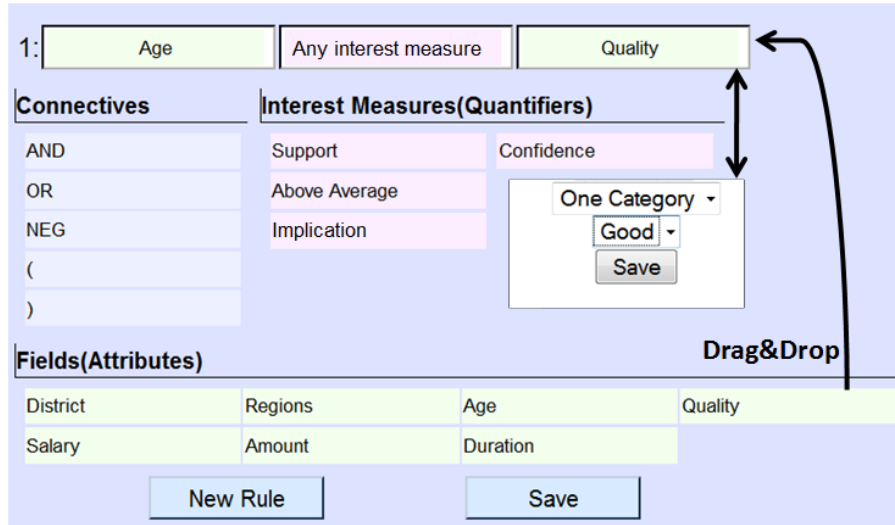 1: Age Any interest measure Quality
Connectives Interest Measures(Quantifiers)
AND Support Confidence
OR Above Average One Category
NEG Implication Good
( Save
)
Fields(Attributes) Drag&Drop
District Regions Age Quality
Salary Amount Duration
New Rule Save